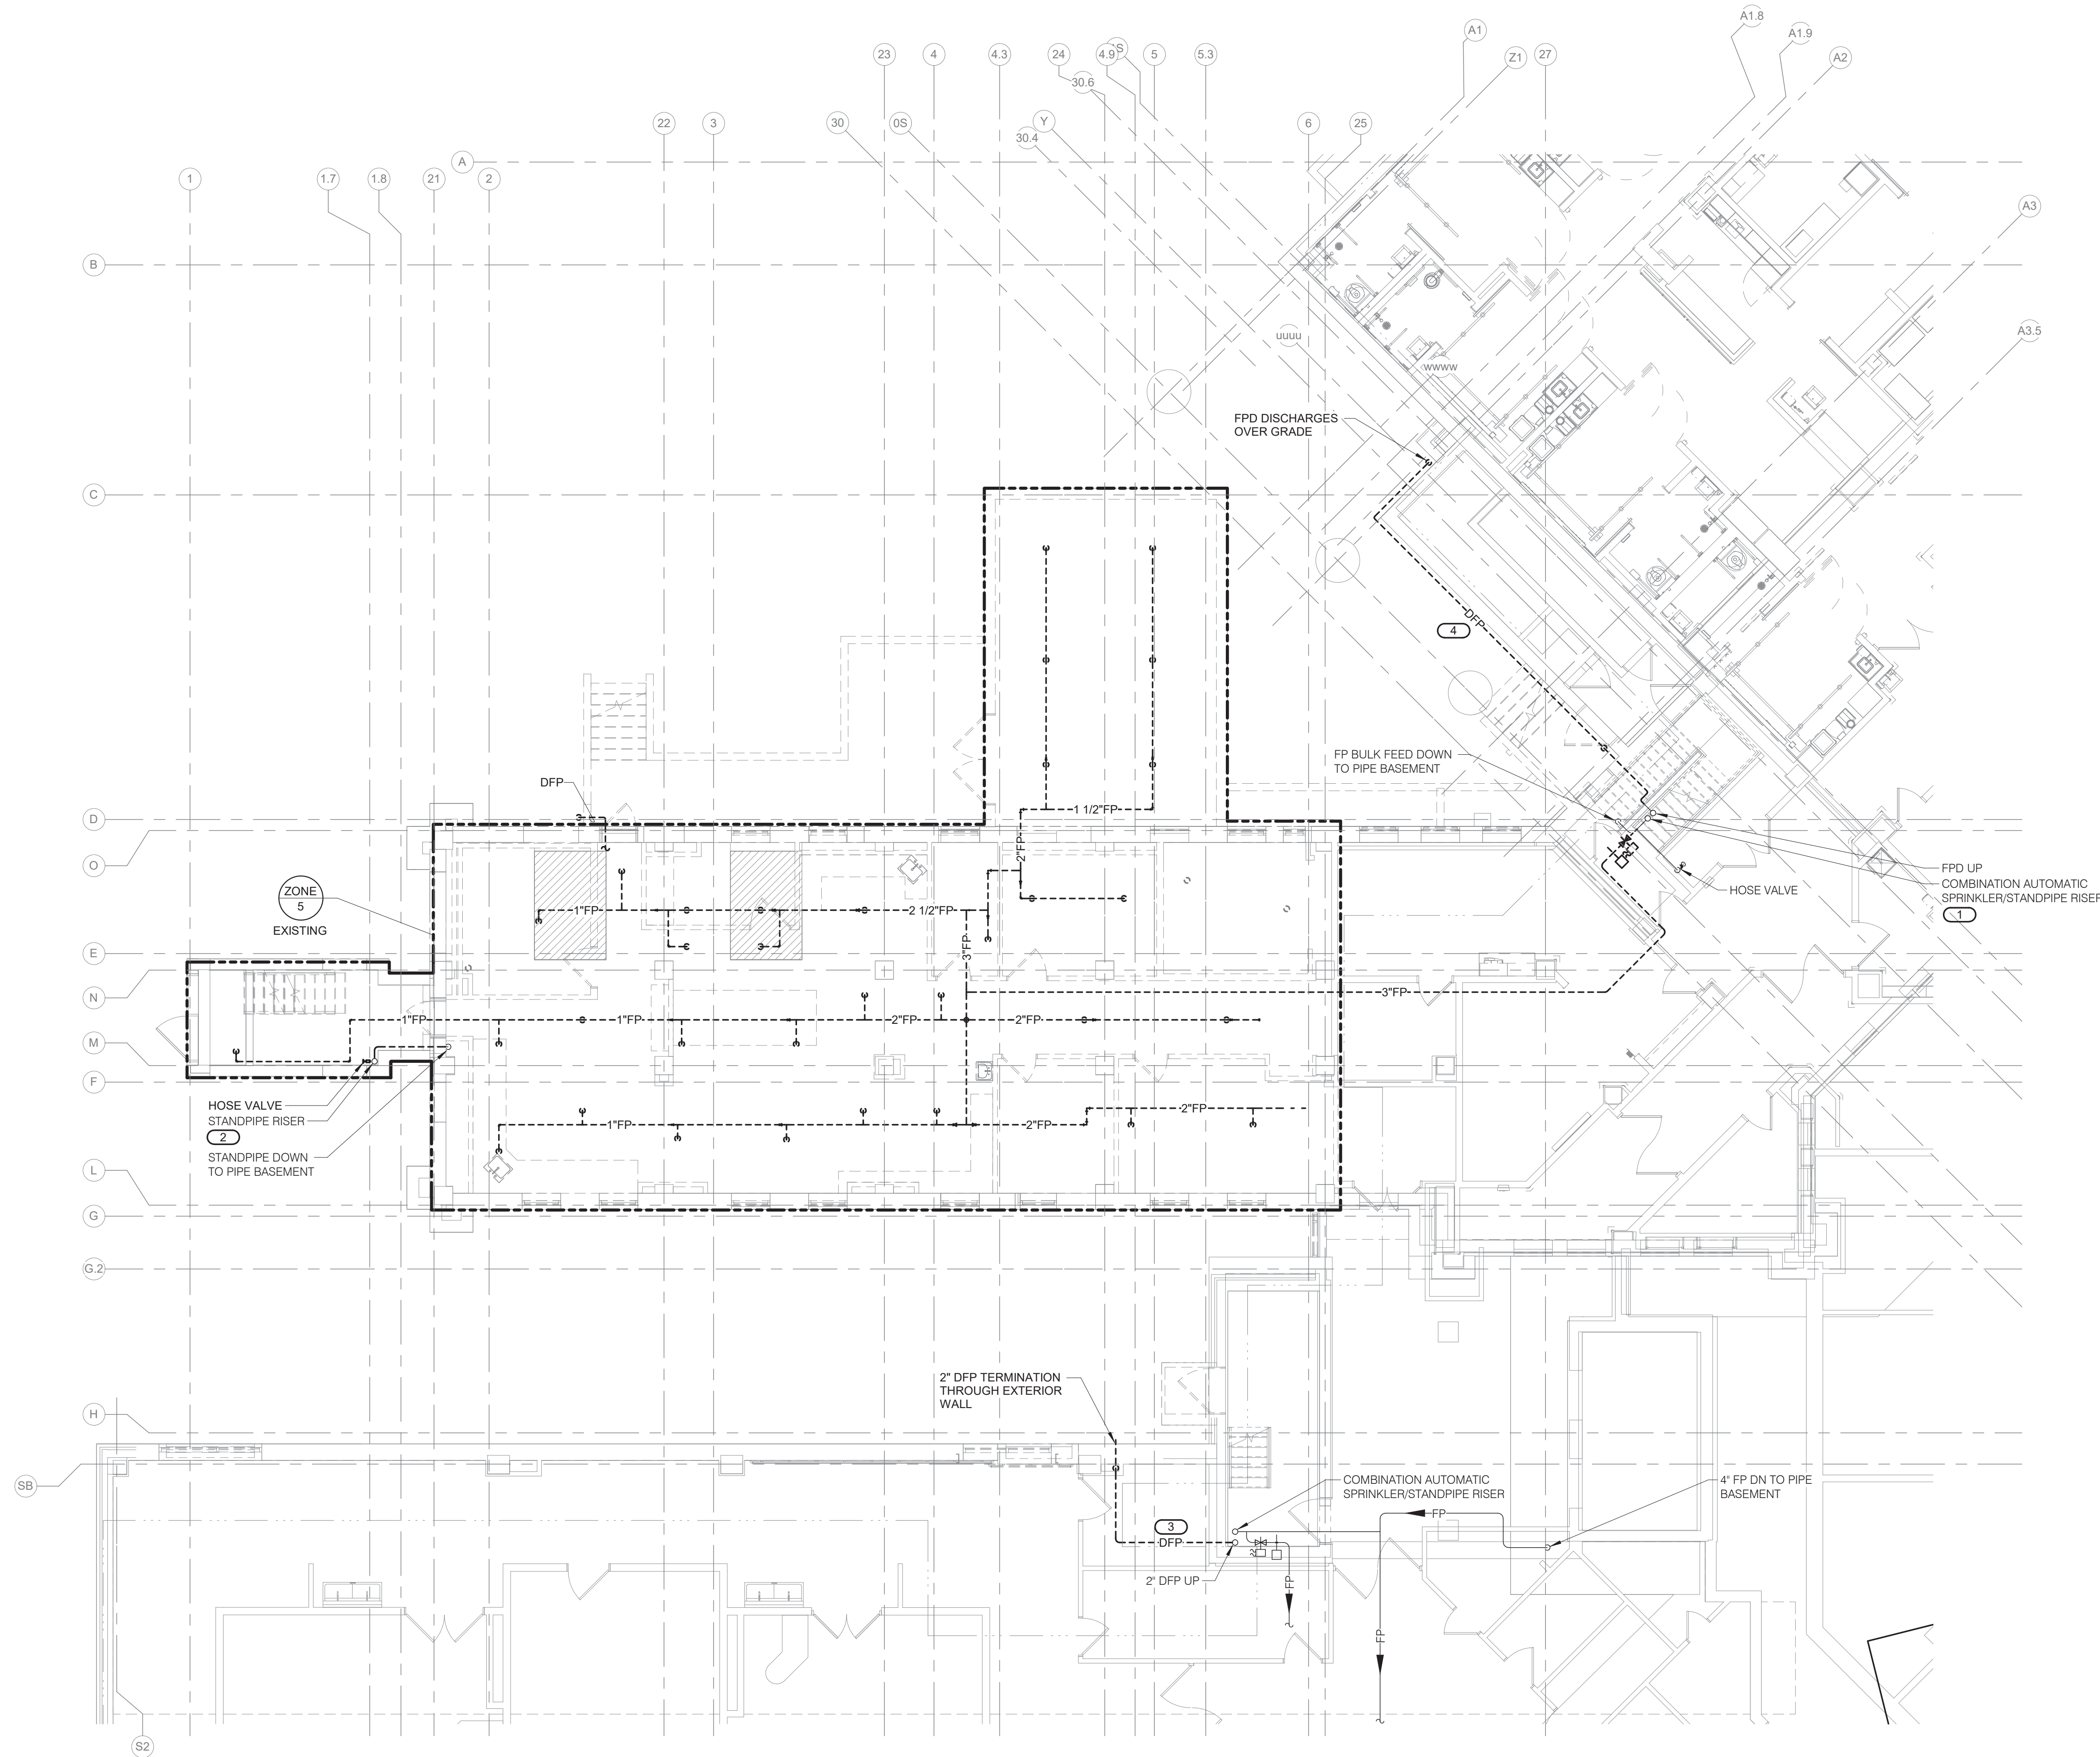 A1.8
A1
A1.9
23
4
4.3
24
4.9
5
5.3
Z1
27
A2
30.6
22
3
30
0S
Y
30.4
6
25
A
1
1.7
1.8
21
2
A3
B
uuuu
A3.5
wwww
FPD DISCHARGES
OVER GRADE
C
DFP
4
FP BULK FEED DOWN
TO PIPE BASEMENT
DFP
1 1/2"FP
D
2"FP
O
FPD UP
COMBINATION AUTOMATIC
SPRINKLER/STANDPIPE RISER
1
HOSE VALVE
ZONE
5
EXISTING
1"FP
2 1/2"FP
3"FP
E
N
3"FP
1"FP
1"FP
2"FP
2"FP
M
F
HOSE VALVE
STANDPIPE RISER
2
STANDPIPE DOWN
TO PIPE BASEMENT
2"FP
1"FP
2"FP
L
G
G.2
2" DFP TERMINATION
THROUGH EXTERIOR
WALL
H
SB
COMBINATION AUTOMATIC
SPRINKLER/STANDPIPE RISER
4" FP DN TO PIPE
BASEMENT
FP
3
DFP
2" DFP UP
FP
FP
S2